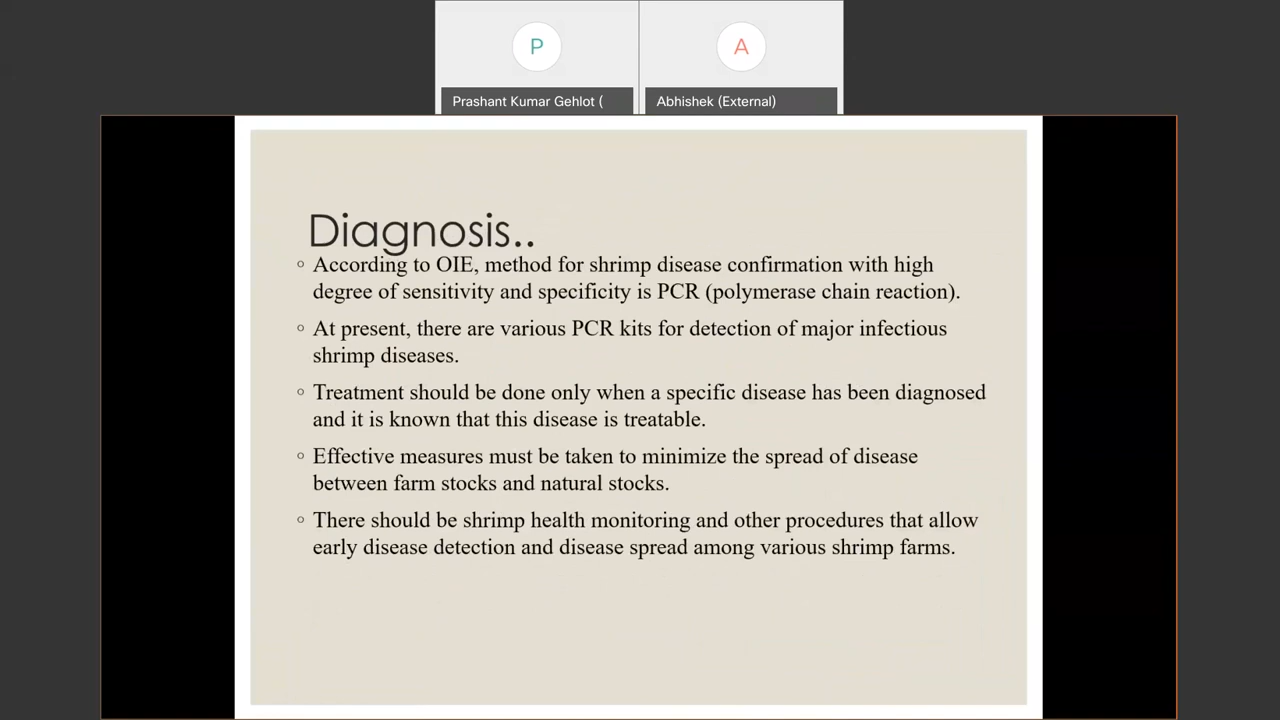 P
A
Prashant Kumar Gehlot (
Abhishek (External)
Diagnosis..
◦ According to OIE, method for shrimp disease confirmation with high
degree of sensitivity and specificity is PCR (polymerase chain reaction).
◦ At present, there are various PCR kits for detection of major infectious
shrimp diseases.
◦ Treatment should be done only when a specific disease has been diagnosed
and it is known that this disease is treatable.
◦ Effective measures must be taken to minimize the spread of disease
between farm stocks and natural stocks.
◦ There should be shrimp health monitoring and other procedures that allow
early disease detection and disease spread among various shrimp farms.